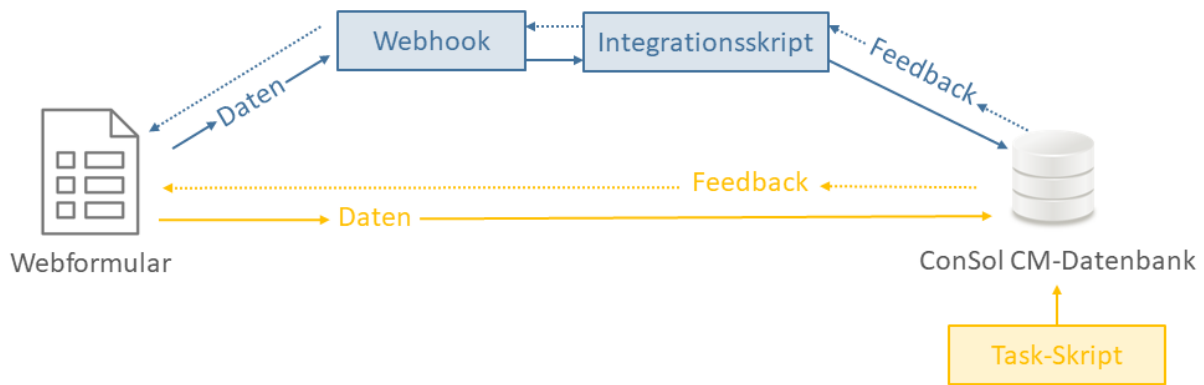 Webhook
Integrationsskript
Daten
Feedback
Feedback
Daten
Webformular
ConSol CM-Datenbank
Task-Skript